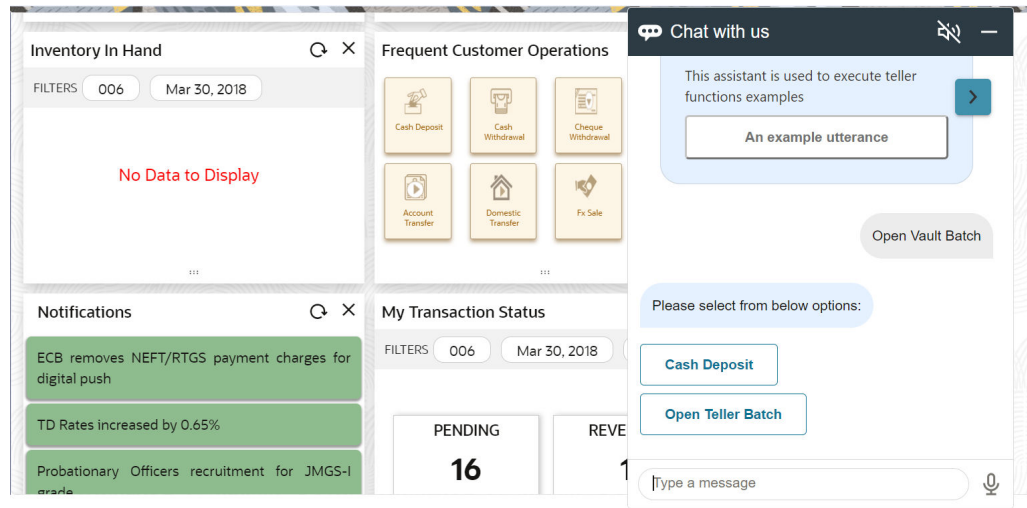 Inventory In Hand
FILTERS 006 Mar 30, 2018
No Data to Display
Frequent Customer Operations
Cash Deposit
Cash
Withdrawal
Cheque
Withdrawal
Account
Transfer
Domestic
Transfer
Fx Sale
Notifications
ECB removes NEFT/RTGS payment charges for
digital push
TD Rates increased by 0.65%
Probationary Officers recruitment for JMGS-I
grade
My Transaction Status
FILTERS 006 Mar 30, 2018
PENDING
16
REVE
1
Chat with us
This assistant is used to execute teller
functions examples
An example utterance
Open Vault Batch
Please select from below options:
Cash Deposit
Open Teller Batch
Type a message